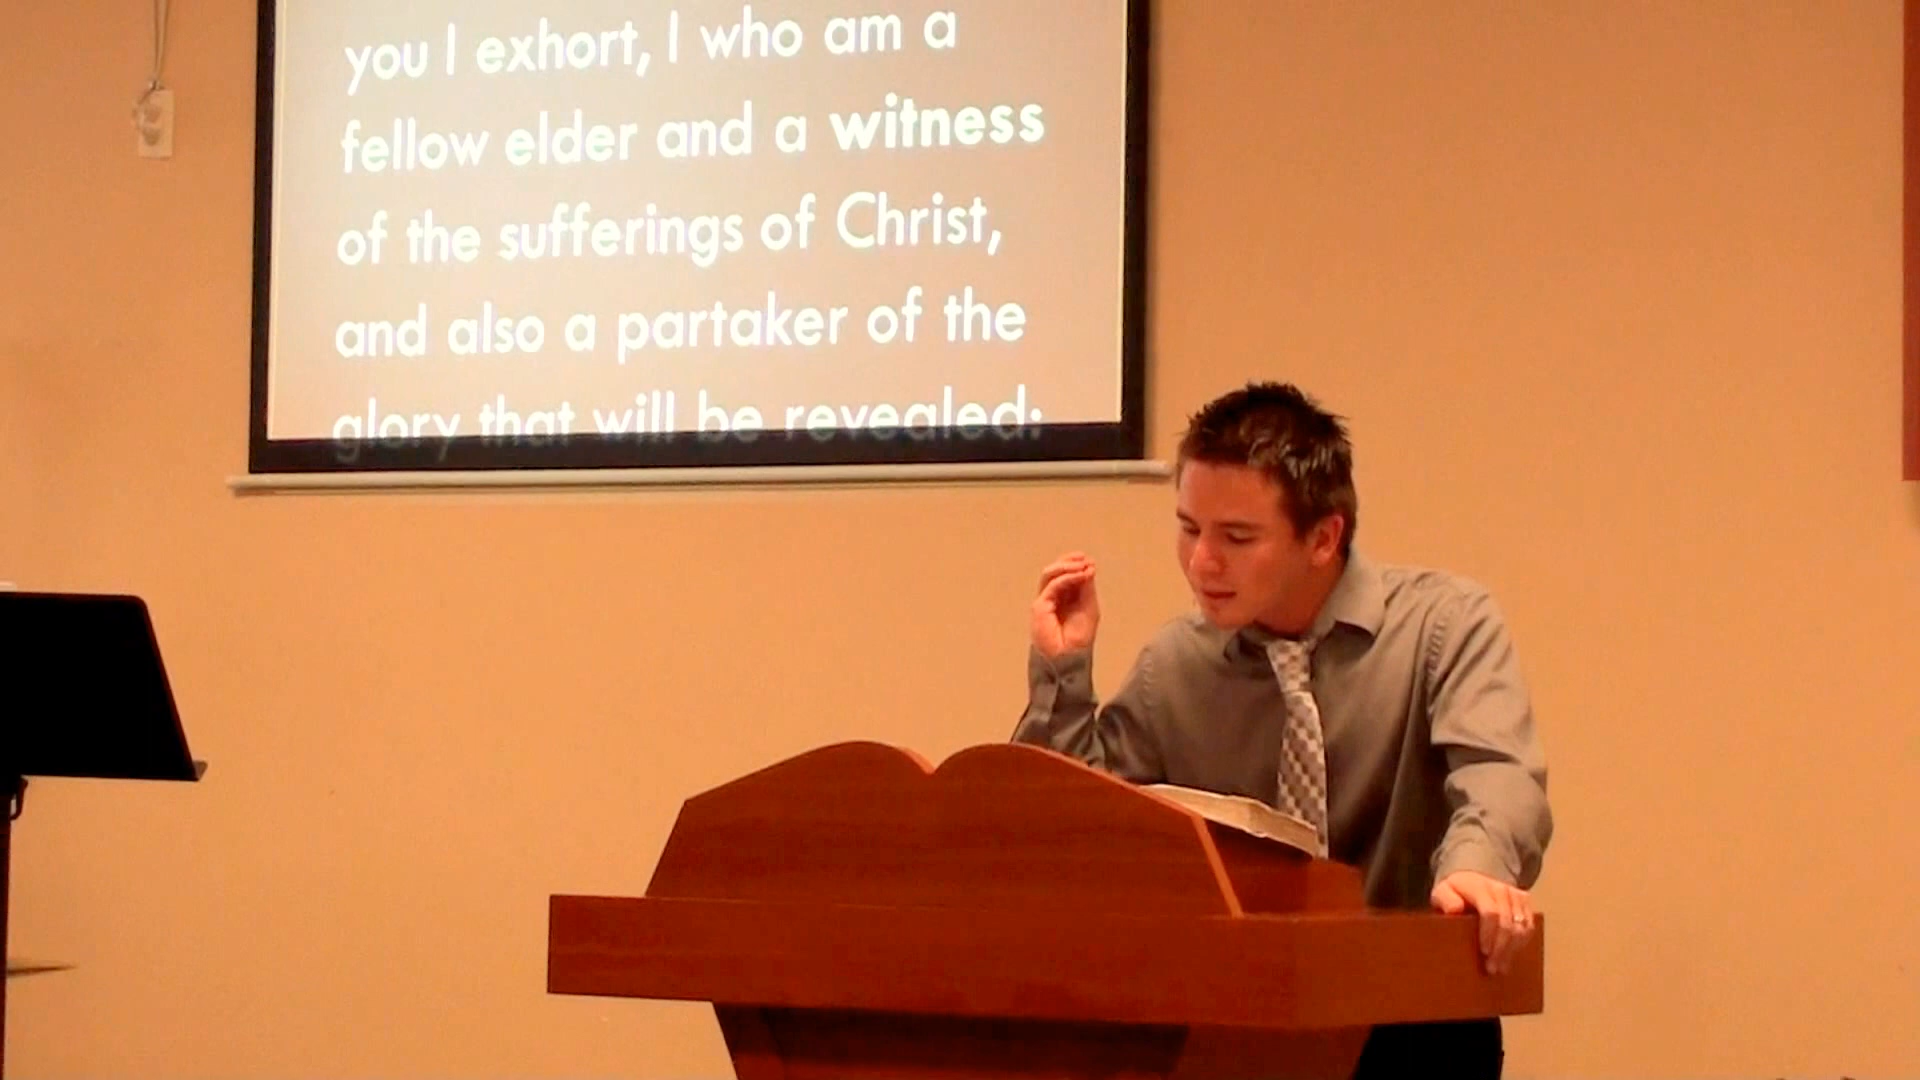 you I exhort, I who am a
fellow elder and a witness
of the sufferings of Christ,
and also a partaker of the
glory that will be revealed: